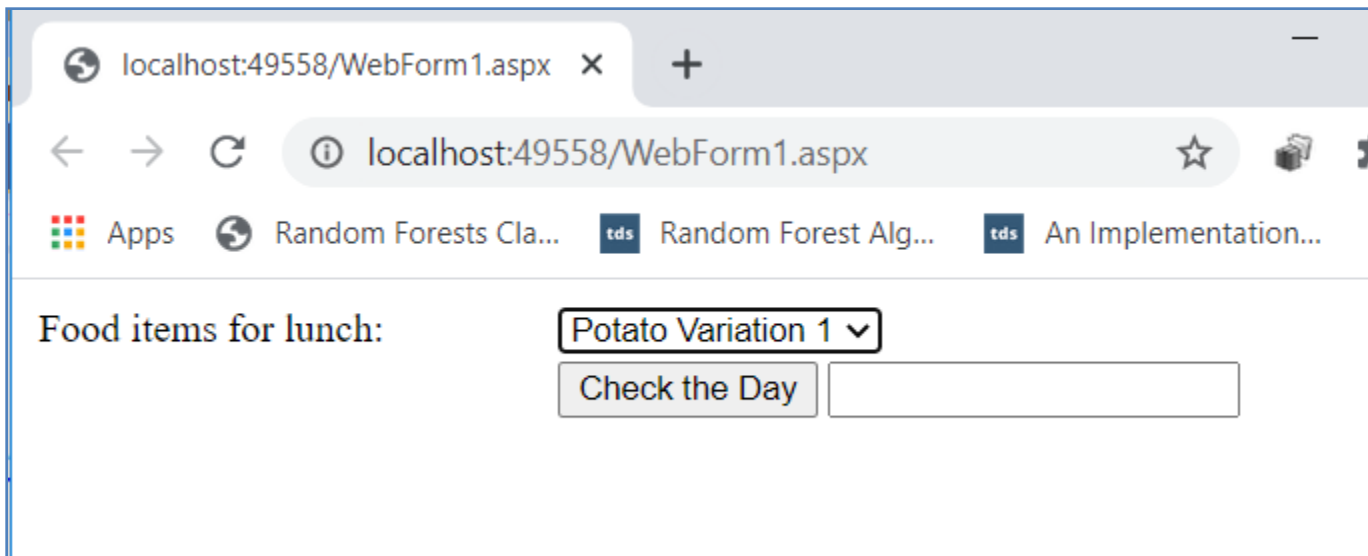 localhost:49558/WebForm1.aspx
localhost:49558/WebForm1.aspx
Apps Random Forests Cla... tds Random Forest Alg... tds An Implementation...
Food items for lunch: Potato Variation 1
Check the Day